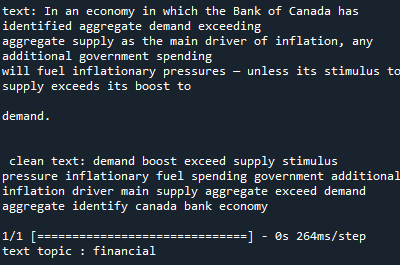 text: In an economy in which the Bank of Canada has
identified aggregate demand exceeding
aggregate supply as the main driver of inflation, any
additional government spending
will fuel inflationary pressures — unless its stimulus to
supply exceeds its boost to
demand.
clean text: demand boost exceed supply stimulus
pressure inflationary fuel spending government additional
inflation driver main supply aggregate exceed demand
aggregate identify canada bank economy
1/1 [==============================] - 0s 264ms/step
text topic : financial